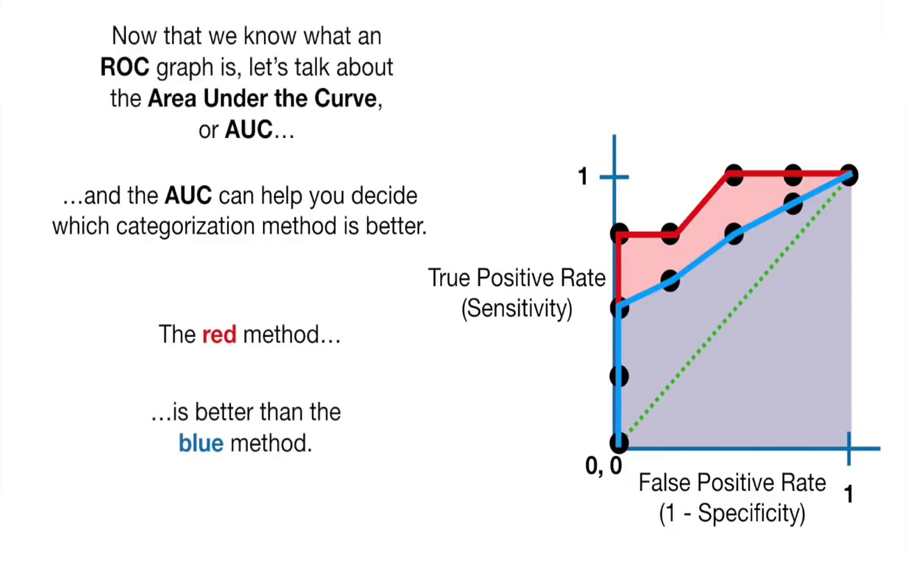 Now that we know what an
ROC graph is, let's talk about
the Area Under the Curve,
or AUC…
…and the AUC can help you decide
which categorization method is better.
The red method…
…is better than the
blue method.
1
True Positive Rate
(Sensitivity)
0, 0
False Positive Rate
(1 - Specificity)
1